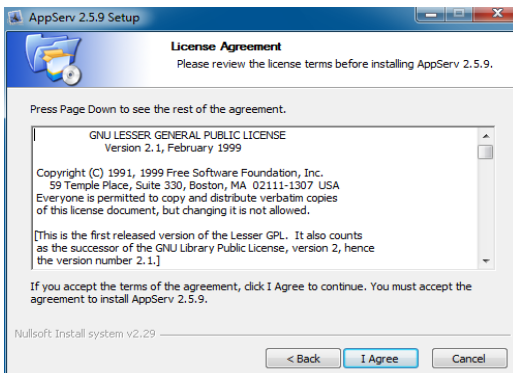 AppServ 2.5.9 Setup
License Agreement
Please review the license terms before installing AppServ 2.5.9.
Press Page Down to see the rest of the agreement.
GNU LESSER GENERAL PUBLIC LICENSE
Version 2.1, February 1999
Copyright (C) 1991, 1999 Free Software Foundation, Inc.
59 Temple Place, Suite 330, Boston, MA  02111-1307  USA
Everyone is permitted to copy and distribute verbatim copies
of this license document, but changing it is not allowed.
[This is the first released version of the Lesser GPL.  It also counts
as the successor of the GNU Library Public License, version 2, hence
the version number 2.1.]
If you accept the terms of the agreement, click I Agree to continue. You must accept the
agreement to install AppServ 2.5.9.
Nullsoft Install system v2.29
< Back
I Agree
Cancel